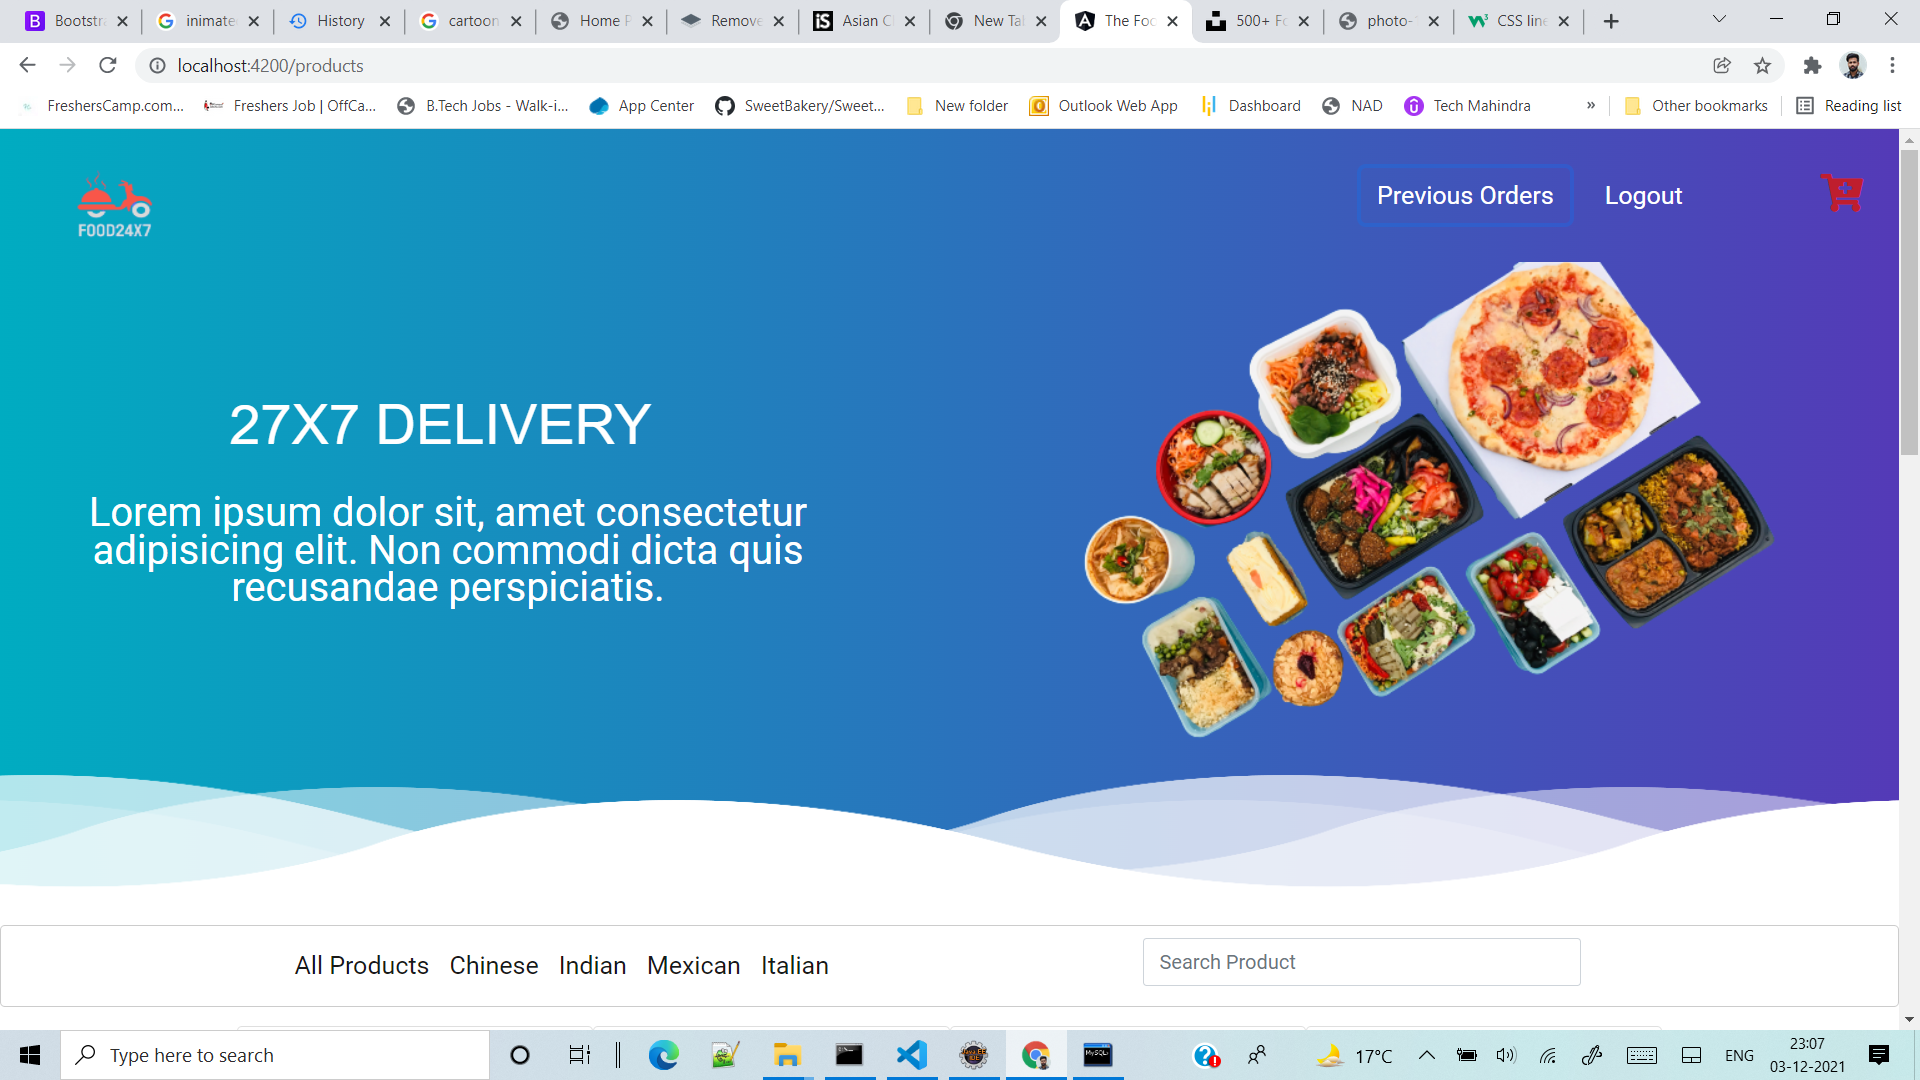 Bootstr
inimate
History
cartoon
Home P
Remove
Asian C
New Tab
The Foo
500+ Fo
photo-
CSS line
localhost:4200/products
FreshersCamp.com...
Freshers Job | OffCa...
B.Tech Jobs - Walk-i...
App Center
SweetBakery/Sweet...
New folder
Outlook Web App
Dashboard
NAD
Tech Mahindra
»
Other bookmarks
Reading list
FOOD24X7
Previous Orders
Logout
27X7 DELIVERY
Lorem ipsum dolor sit, amet consectetur
adipisicing elit. Non commodi dicta quis
recusandae perspiciatis.
All Products Chinese Indian Mexican Italian
Search Product
Type here to search
17°C
ENG
23:07
03-12-2021